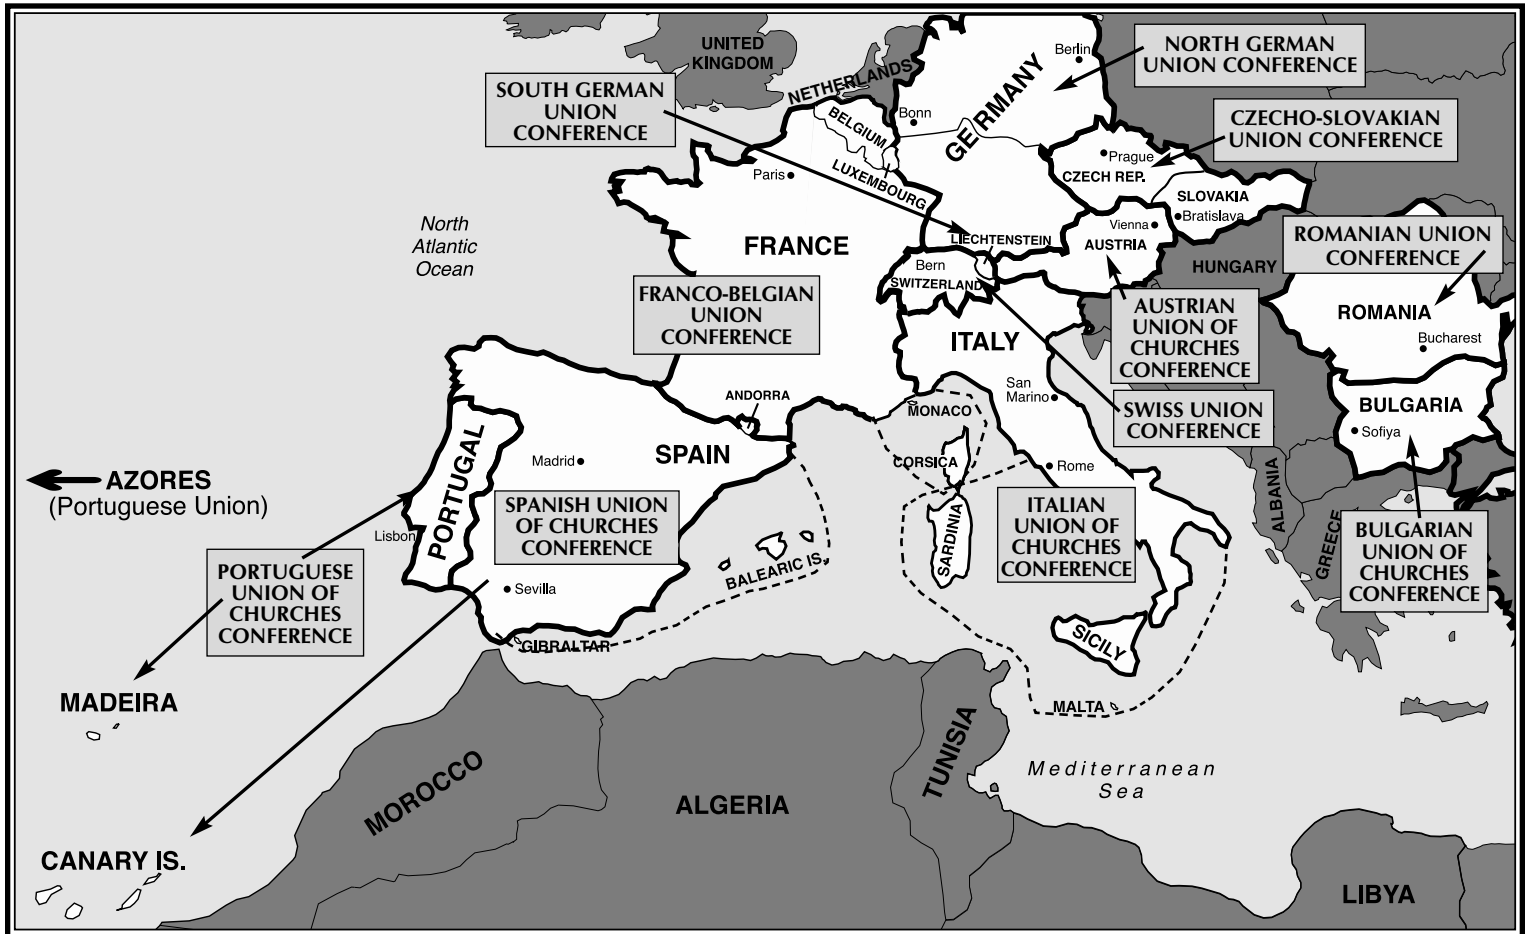 UNITED
KINGDOM
NETHERLANDS
SOUTH GERMAN
UNION
CONFERENCE
BELGIUM
LUXEMBOURG
Bonn
Berlin
GERMANY
NORTH GERMAN
UNION CONFERENCE
CZECHO-SLOVAKIAN
UNION CONFERENCE
Prague
CZECH REP.
SLOVAKIA
Bratislava
Vienna
AUSTRIA
LIECHTENSTEIN
HUNGARY
ROMANIAN UNION
CONFERENCE
ROMANIA
Bucharest
Paris
FRANCE
North
Atlantic
Ocean
FRANCO-BELGIAN
UNION
CONFERENCE
Bern
SWITZERLAND
ITALY
AUSTRIAN
UNION OF
CHURCHES
CONFERENCE
SWISS UNION
CONFERENCE
BULGARIA
Sofiya
ANDORRA
MONACO
San
Marino
CORSICA
Rome
SPAIN
Madrid
PORTUGAL
AZORES
(Portuguese Union)
Lisbon
SPANISH UNION
OF CHURCHES
CONFERENCE
SARDINIA
ITALIAN
UNION OF
CHURCHES
CONFERENCE
ALBANIA
GREECE
BULGARIAN
UNION OF
CHURCHES
CONFERENCE
PORTUGUESE
UNION OF
CHURCHES
CONFERENCE
Sevilla
BALEARIC IS.
GIBRALTAR
SICILY
MALTA
MADEIRA
MOROCCO
ALGERIA
TUNISIA
Mediterranean
Sea
CANARY IS.
LIBYA